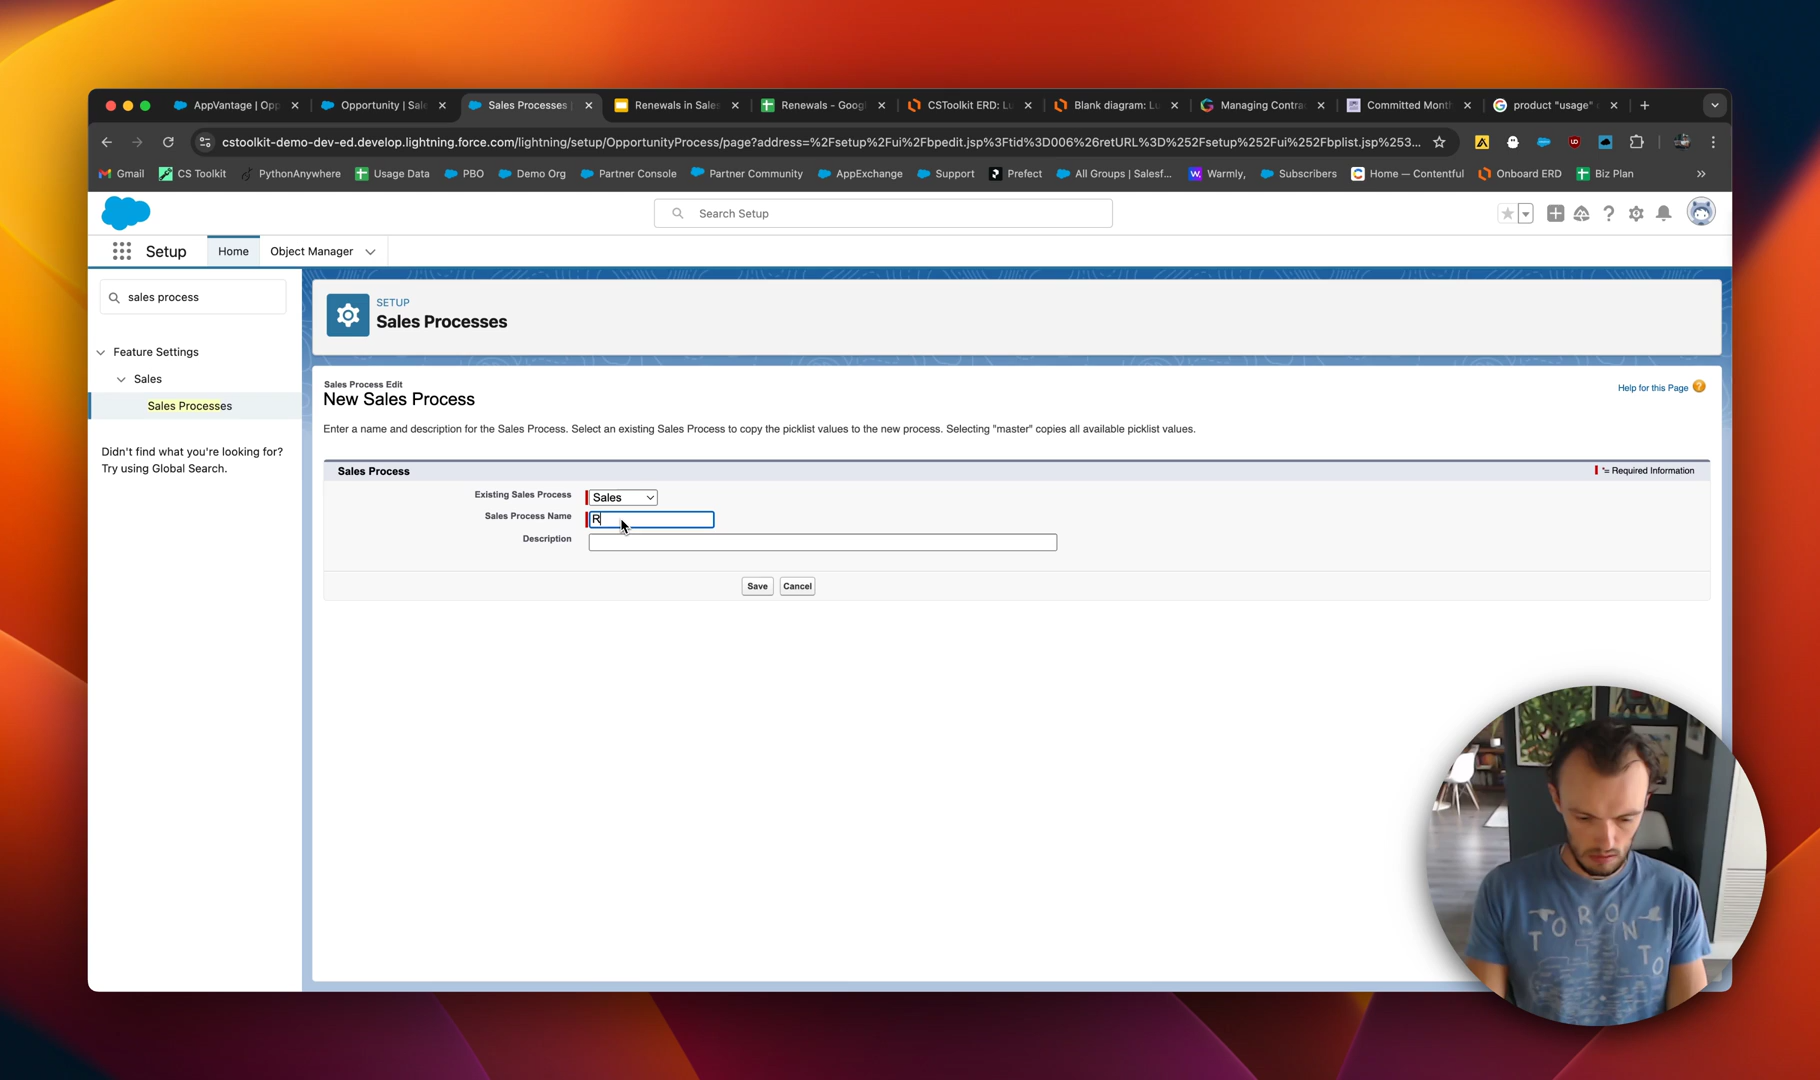 AppVantage | Opp
Opportunity | Sale
Sales Processes |
Renewals in Sales
Renewals - Googl
CSToolkit ERD: Lu
Blank diagram: Lu
Managing Contra
Committed Month
product "usage"
cstoolkit-demo-dev-ed.develop.lightning.force.com/lightning/setup/OpportunityProcess/page?address=%2Fsetup%2Fui%2Fbpedit.jsp%3Ftid%3D006%26retURL%3D%252Fsetup%252Fui%252Fbplist.jsp%253...
Gmail
CS Toolkit
PythonAnywhere
Usage Data
PBO
Demo Org
Partner Console
Partner Community
AppExchange
Support
Prefect
All Groups | Salesf...
Warmly,
Subscribers
Home — Contentful
Onboard ERD
Biz Plan
Search Setup
Setup
Home
Object Manager
sales process
Feature Settings
Sales
Sales Processes
Didn't find what you're looking for?
Try using Global Search.
SETUP
Sales Processes
Sales Process Edit
New Sales Process
Help for this Page
Enter a name and description for the Sales Process. Select an existing Sales Process to copy the picklist values to the new process. Selecting "master" copies all available picklist values.
Sales Process
*= Required Information
Existing Sales Process
Sales
Sales Process Name
R
Description
Save
Cancel
TORON
TO